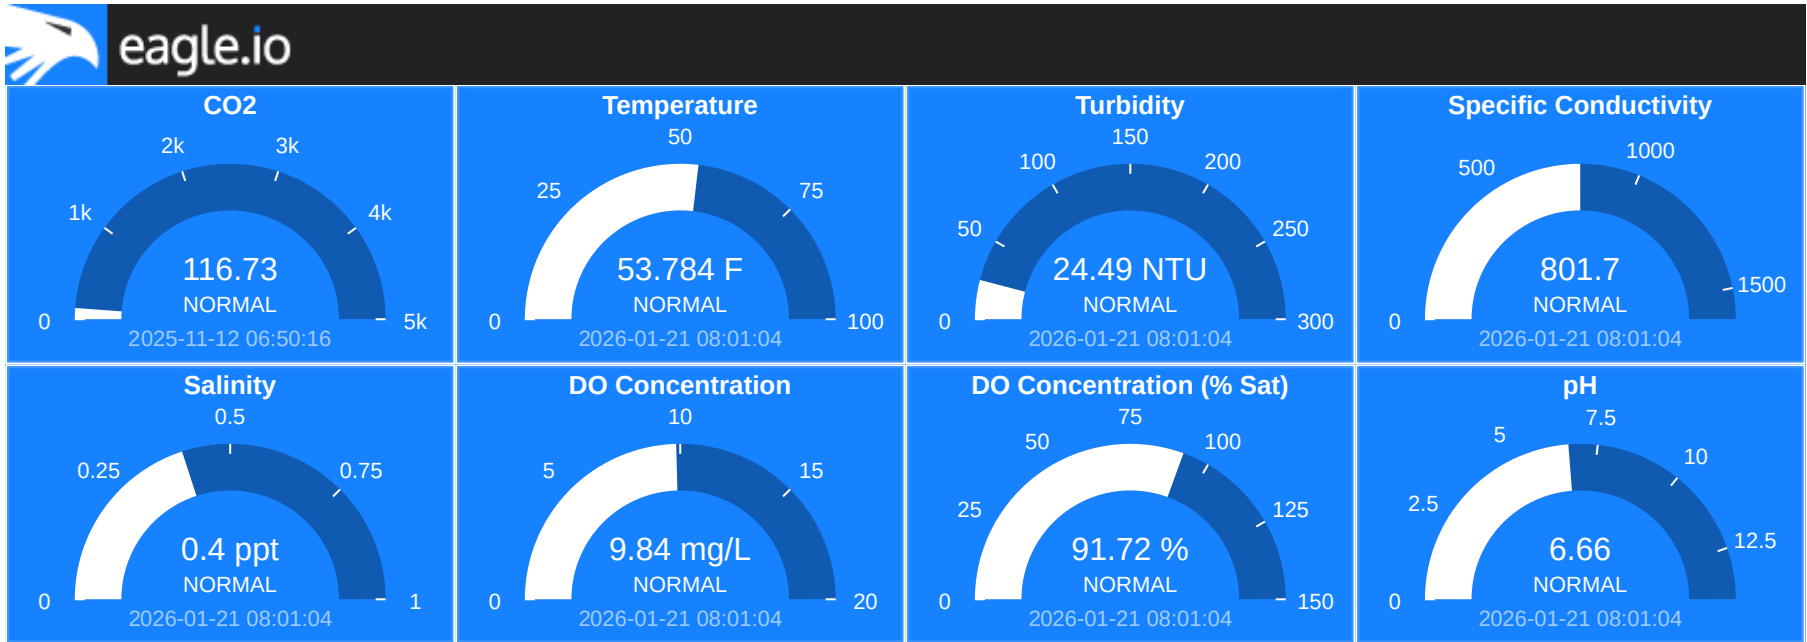 eagle.io
CO2
0
1k
2k
3k
4k
5k
116.73
NORMAL
2025-11-12 06:50:16
Temperature
0
25
50
75
100
53.784 F
NORMAL
2026-01-21 08:01:04
Turbidity
0
50
100
150
200
250
300
24.49 NTU
NORMAL
2026-01-21 08:01:04
Specific Conductivity
0
500
1000
1500
801.7
NORMAL
2026-01-21 08:01:04
Salinity
0
0.25
0.5
0.75
1
0.4 ppt
NORMAL
2026-01-21 08:01:04
DO Concentration
0
5
10
15
20
9.84 mg/L
NORMAL
2026-01-21 08:01:04
DO Concentration (% Sat)
0
25
50
75
100
125
150
91.72 %
NORMAL
2026-01-21 08:01:04
pH
0
2.5
5
7.5
10
12.5
6.66
NORMAL
2026-01-21 08:01:04